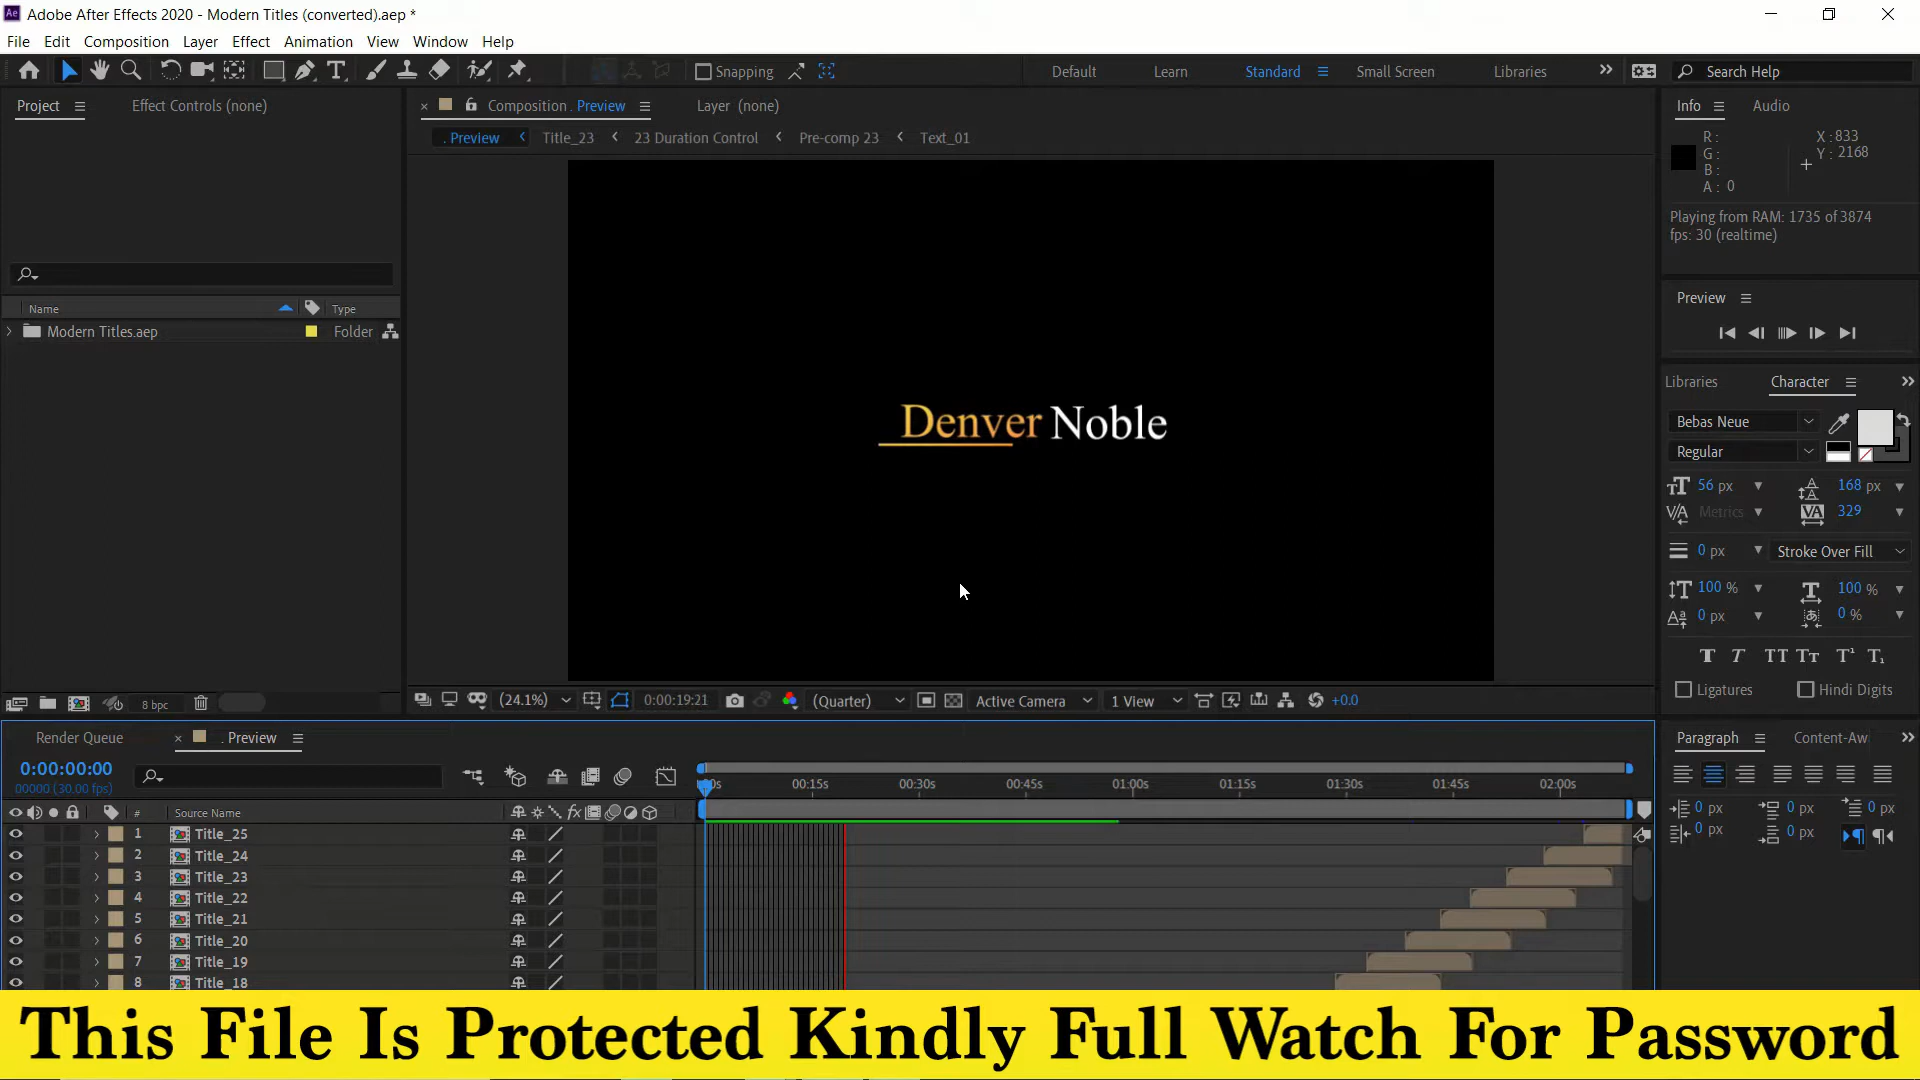 Adobe After Effects 2020 - Modern Titles (converted).aep *
File Edit Composition Layer Effect Animation View Window Help
Snapping
Default Learn Standard Small Screen Libraries
Search Help
Project Effect Controls (none)
Composition . Preview Layer (none)
. Preview Title_23 23 Duration Control Pre-comp 23 Text_01
Name Type
Modern Titles.aep Folder
8 bpc
Denver Noble
(24.1%) 0:00:19:21 (Quarter) Active Camera 1 View +0.0
Info Audio
R : X : 833
G : Y : 2168
B :
A : 0
Playing from RAM: 1735 of 3874
fps: 30 (realtime)
Preview
Libraries Character
Bebas Neue
Regular
56 px 168 px
Metrics 329
0 px Stroke Over Fill
100 % 100 %
0 px 0 %
Ligatures Hindi Digits
Render Queue . Preview
0:00:00:00
00000 (30.00 fps)
00:15s 00:30s 00:45s 01:00s 01:15s 01:30s 01:45s 02:00s
# Source Name
1 Title_25
2 Title_24
3 Title_23
4 Title_22
5 Title_21
6 Title_20
7 Title_19
8 Title_18
Paragraph Content-Aw
0 px 0 px 0 px
0 px 0 px
This File Is Protected Kindly Full Watch For Password